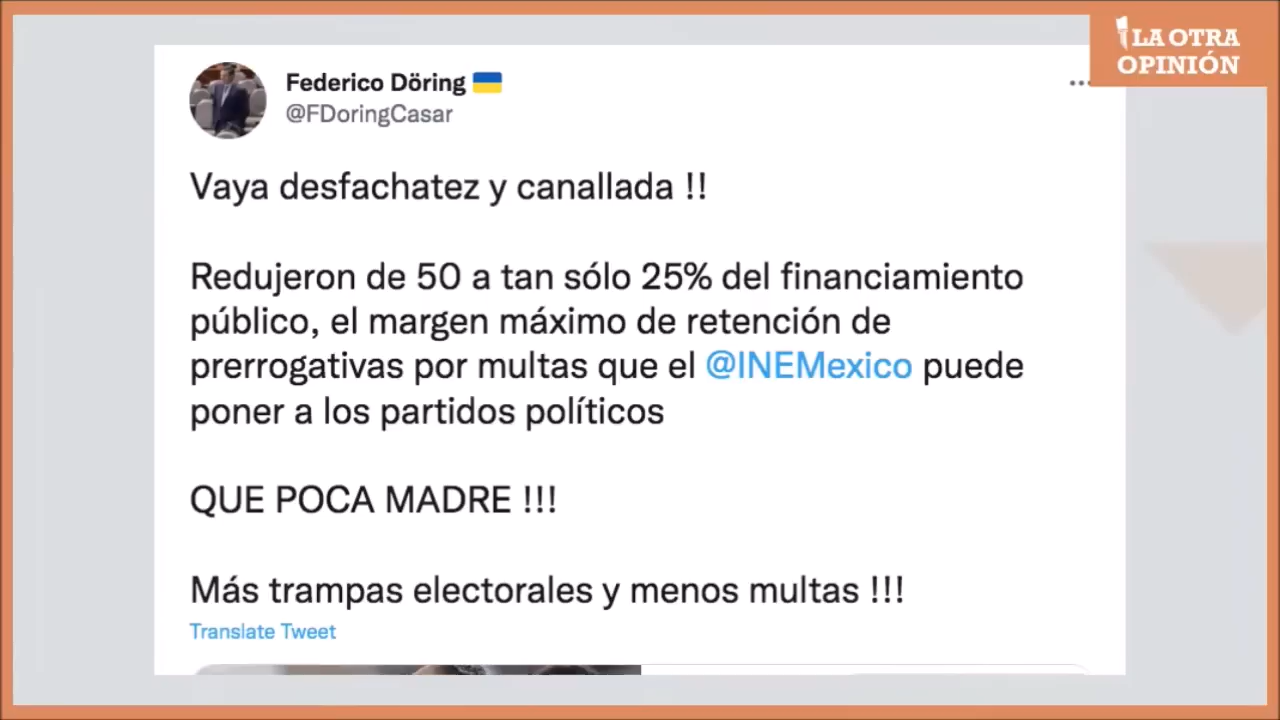 LA OTRA
OPINIÓN
Federico Döring 🇺🇦
@FDoringCasar
Vaya desfachatez y canallada !!
Redujeron de 50 a tan sólo 25% del financiamiento
público, el margen máximo de retención de
prerrogativas por multas que el @INEMexico puede
poner a los partidos políticos
QUE POCA MADRE !!!
Más trampas electorales y menos multas !!!
Translate Tweet